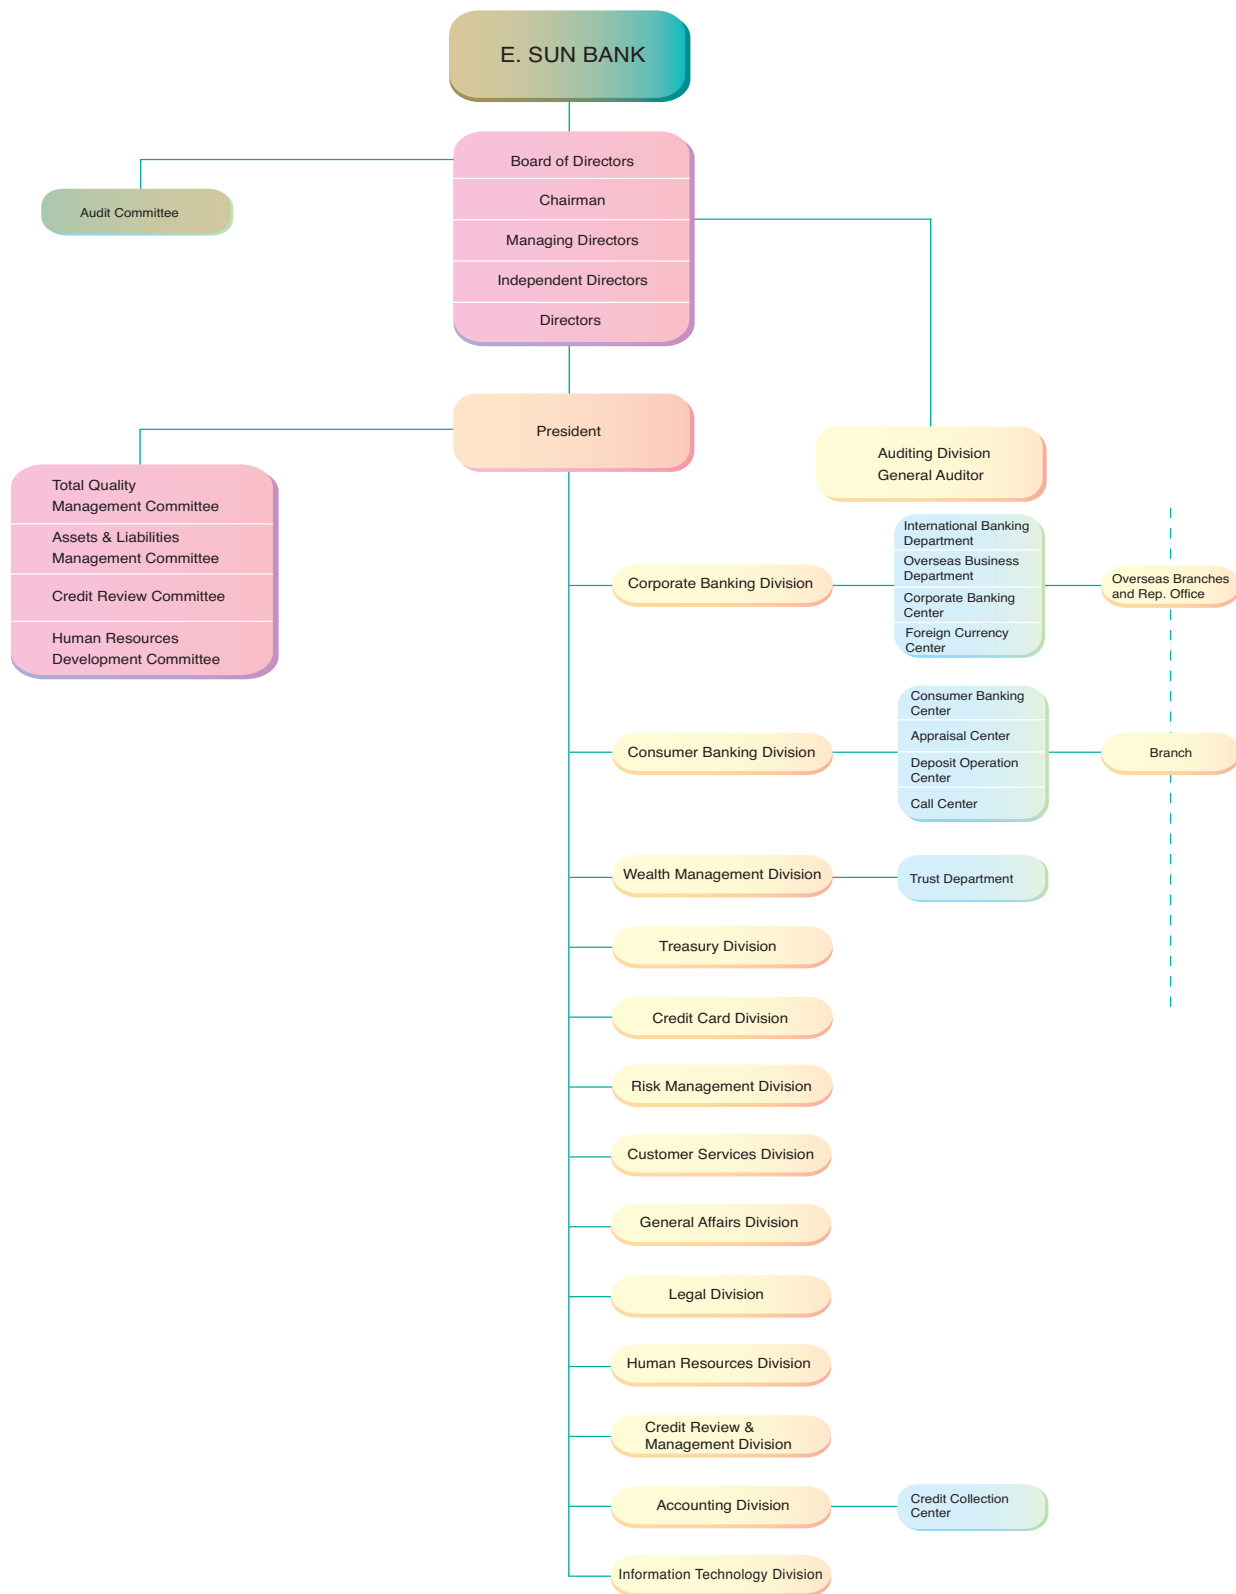 E. SUN BANK
Board of Directors
Chairman
Managing Directors
Independent Directors
Directors
Audit Committee
President
Auditing Division
General Auditor
Total Quality
Management Committee
Assets & Liabilities
Management Committee
Credit Review Committee
Human Resources
Development Committee
Corporate Banking Division
International Banking
Department
Overseas Business
Department
Corporate Banking
Center
Foreign Currency
Center
Overseas Branches
and Rep. Office
Consumer Banking Division
Consumer Banking
Center
Appraisal Center
Deposit Operation
Center
Call Center
Branch
Wealth Management Division
Trust Department
Treasury Division
Credit Card Division
Risk Management Division
Customer Services Division
General Affairs Division
Legal Division
Human Resources Division
Credit Review &
Management Division
Accounting Division
Credit Collection
Center
Information Technology Division